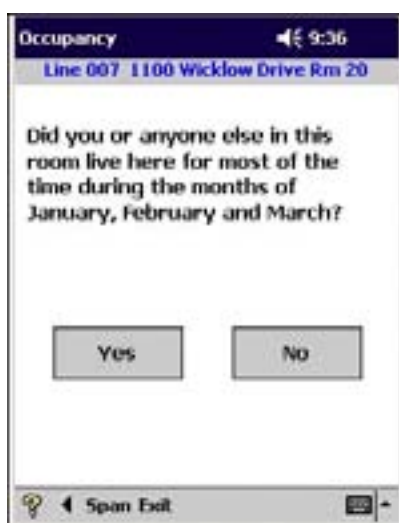 Occupancy 9:36
Line 007 1100 Wicklow Drive Rm 20
Did you or anyone else in this
room live here for most of the
time during the months of
January, February and March?
Yes No
Span Exit